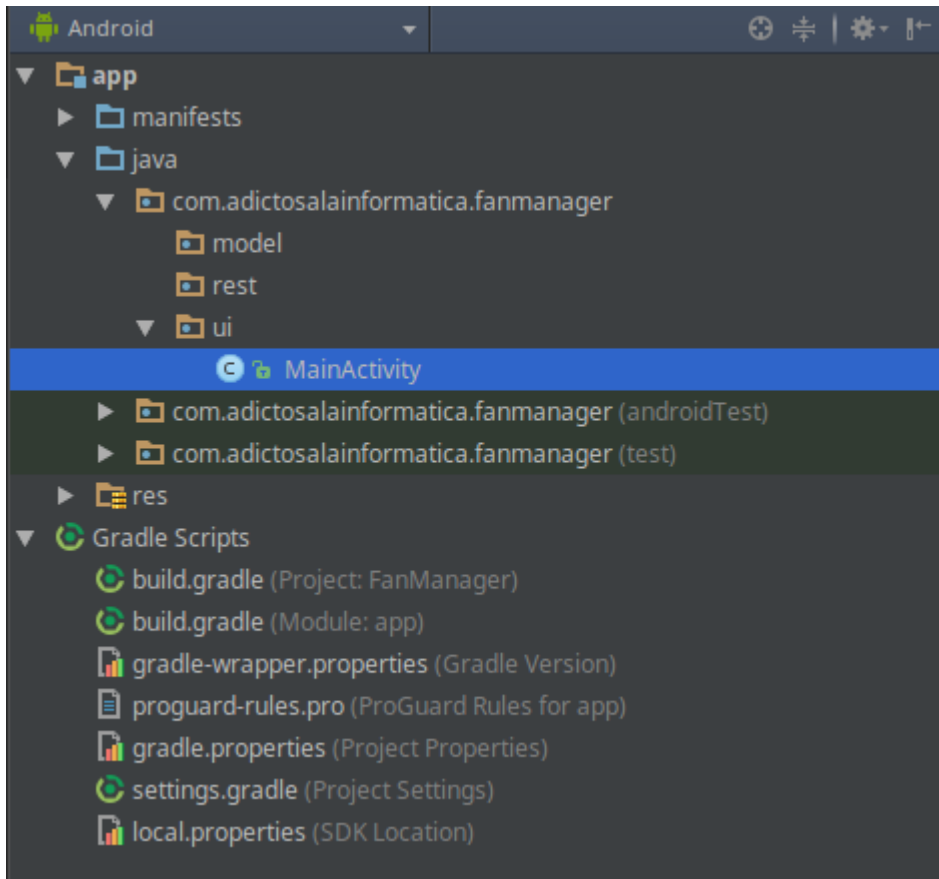 Android
app
manifests
java
com.adictosalainformatica.fanmanager
model
rest
ui
C MainActivity
com.adictosalainformatica.fanmanager (androidTest)
com.adictosalainformatica.fanmanager (test)
res
Gradle Scripts
build.gradle (Project: FanManager)
build.gradle (Module: app)
gradle-wrapper.properties (Gradle Version)
proguard-rules.pro (ProGuard Rules for app)
gradle.properties (Project Properties)
settings.gradle (Project Settings)
local.properties (SDK Location)